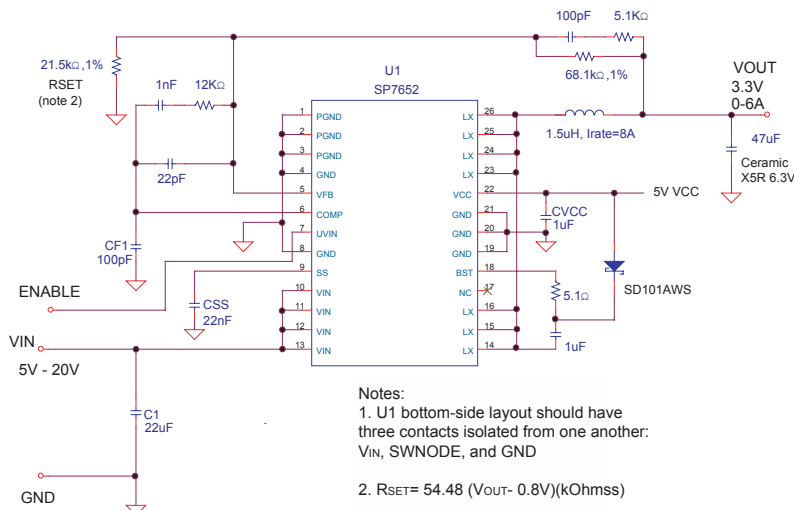 100pF
5.1KΩ
21.5kΩ,1%
RSET
(note 2)
68.1kΩ,1%
1nF
12KΩ
22pF
CF1
100pF
ENABLE
VIN
5V - 20V
GND
C1
22uF
CSS
22nF
U1
SP7652
1 PGND
2 PGND
3 PGND
4 GND
5 VFB
6 COMP
7 UVIN
8 GND
9 SS
10 VIN
11 VIN
12 VIN
13 VIN
LX 26
LX 25
LX 24
LX 23
VCC 22
GND 21
GND 20
GND 19
BST 18
NC 17
LX 16
LX 15
LX 14
1.5uH, Irate=8A
VOUT
3.3V
0-6A
47uF
Ceramic
X5R 6.3V
5V VCC
CVCC
1uF
5.1Ω
1uF
SD101AWS
Notes:
1. U1 bottom-side layout should have
three contacts isolated from one another:
VIN, SWNODE, and GND
2. RSET= 54.48 (VOUT- 0.8V)(kOhmss)